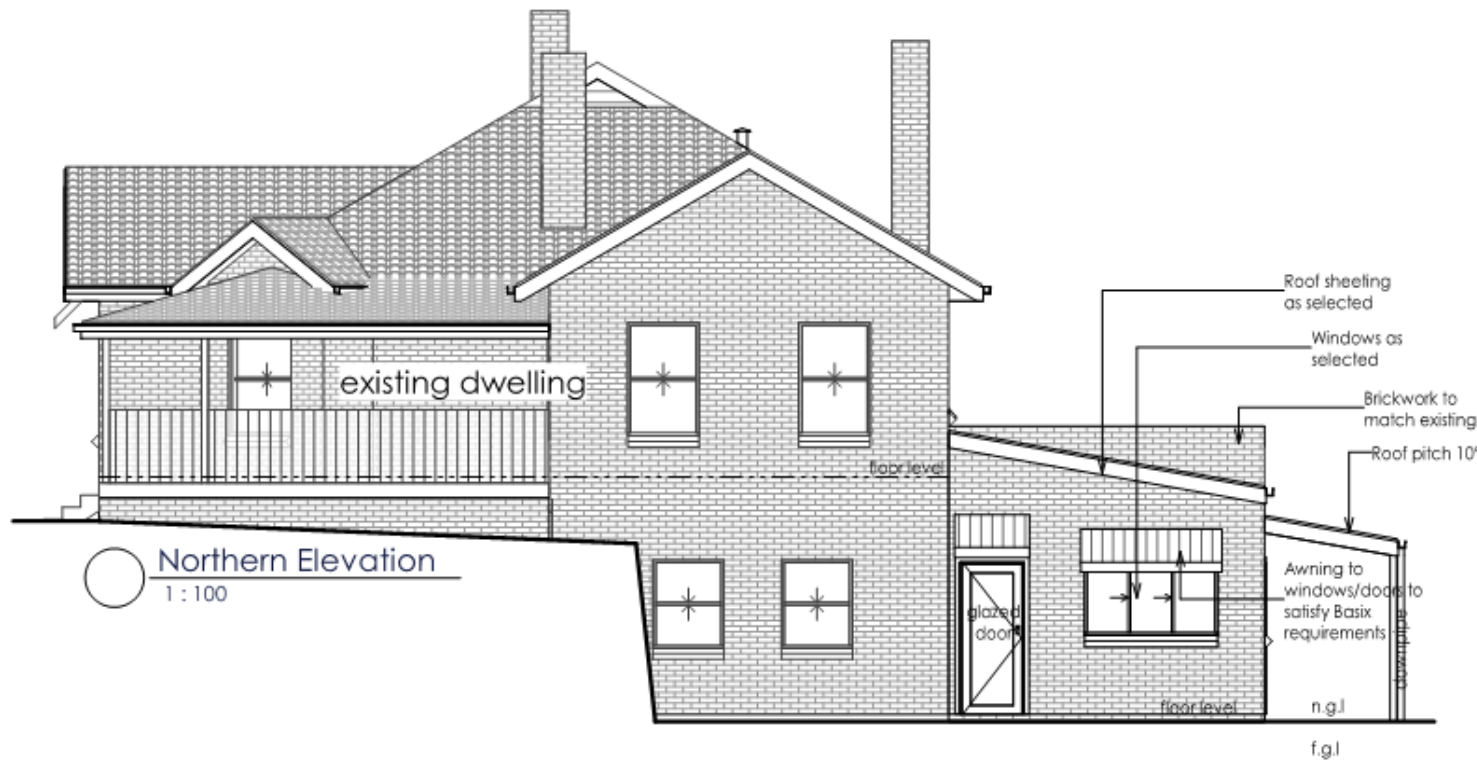 Roof sheeting
as selected
Windows as
selected
existing dwelling
Brickwork to
match existing
Roof pitch 10°
floor level
Northern Elevation
1 : 100
Awning to
windows/doors to
satisfy Basix
requirements
glazed
door
downpipe
floor level
n.g.l
f.g.l